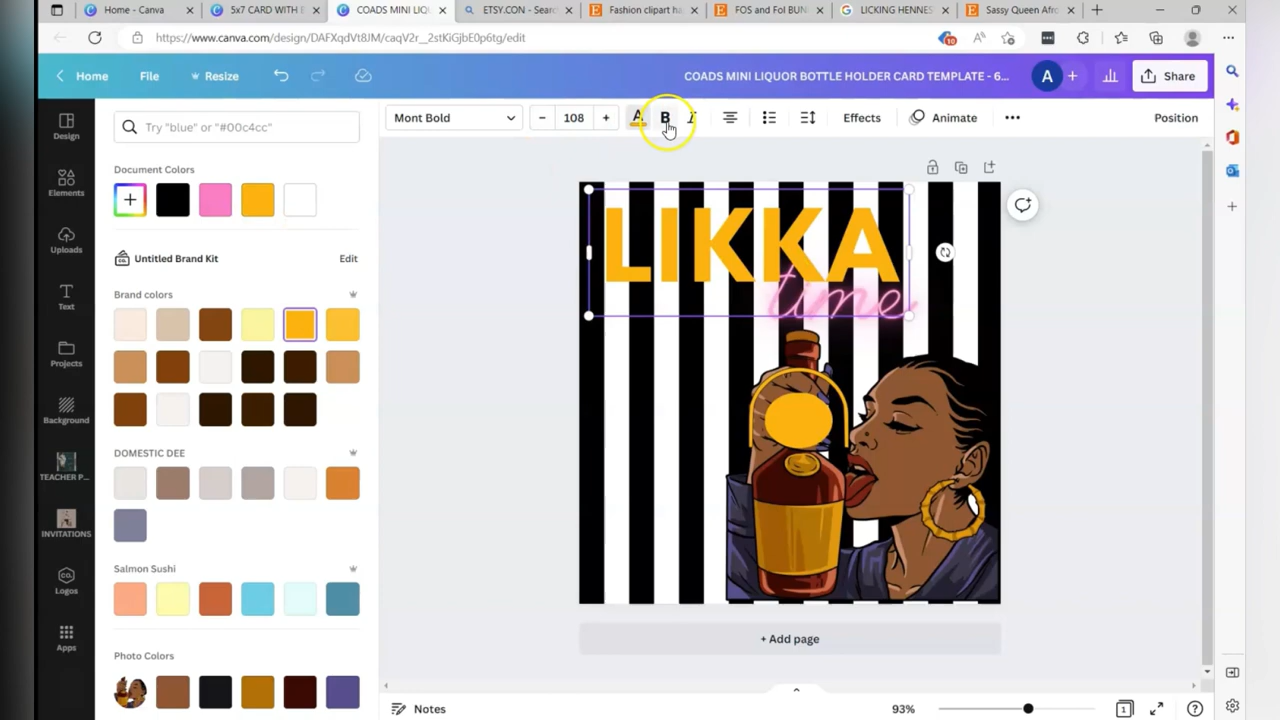 Home - Canva
5x7 CARD WITH E
COADS MINI LIQU
ETSY.CON - Sear
Fashion clipart ha
FOS and Fol BUN
LICKING HENNES
Sassy Queen Afro
https://www.canva.com/design/DAFXqdVt8JM/caqV2r__2stKiGjbE0p6tg/edit
10
Home
File
Resize
COADS MINI LIQUOR BOTTLE HOLDER CARD TEMPLATE - 6...
A
Share
Design
Elements
Uploads
Text
Projects
Background
TEACHER P...
INVITATIONS
Logos
Apps
Try "blue" or "#00c4cc"
Document Colors
Untitled Brand Kit
Edit
Brand colors
DOMESTIC DEE
Salmon Sushi
Photo Colors
Mont Bold
108
A
B
I
Effects
Animate
Position
LIKKA
time
+ Add page
Notes
93%
1